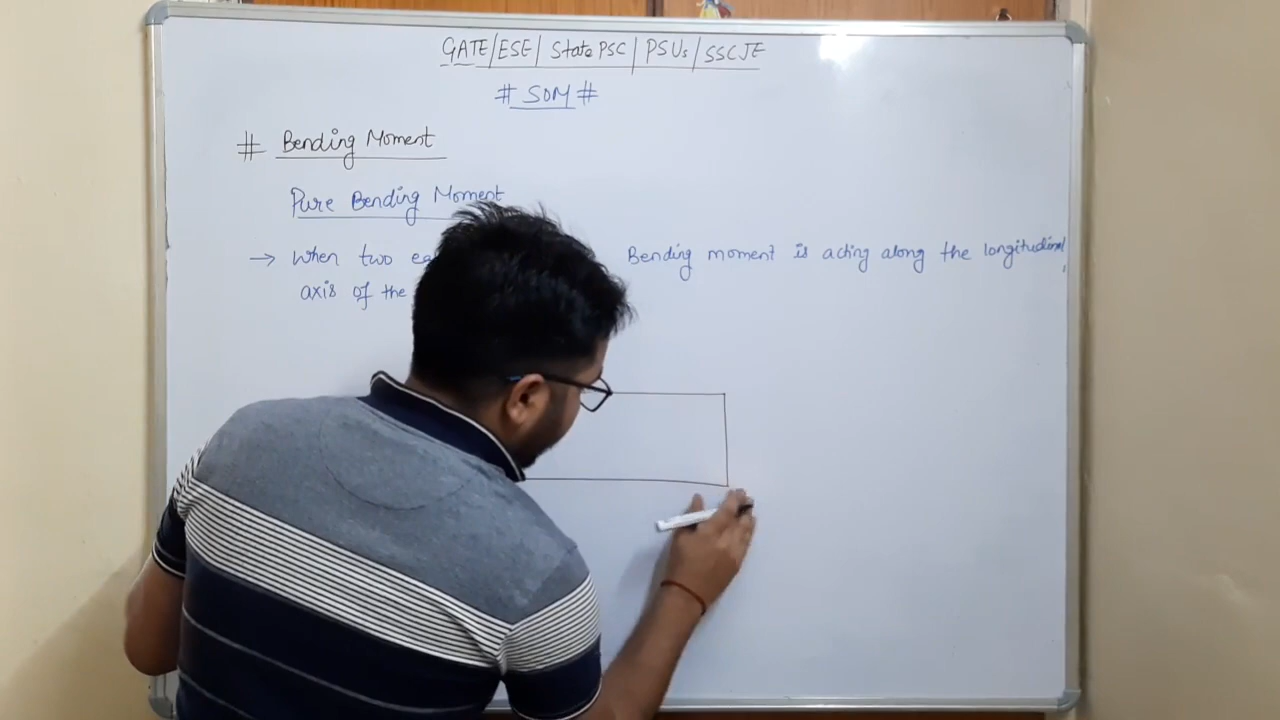 GATE/ESE/ State PSC/ PSUs/ SSCJE
# SOM #
# Bending Moment
Pure Bending Moment
→ When two Bending moment is acting along the longitudinal
axis of the